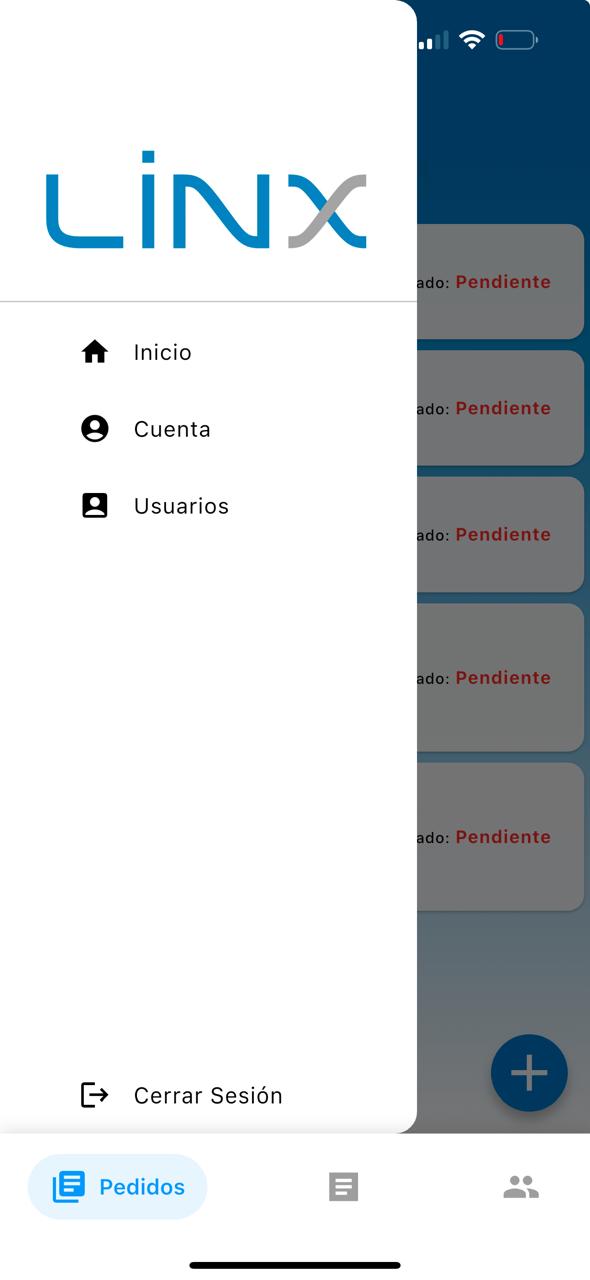 LINX
ado: Pendiente
Inicio
ado: Pendiente
Cuenta
Usuarios
ado: Pendiente
ado: Pendiente
ado: Pendiente
Cerrar Sesión
Pedidos